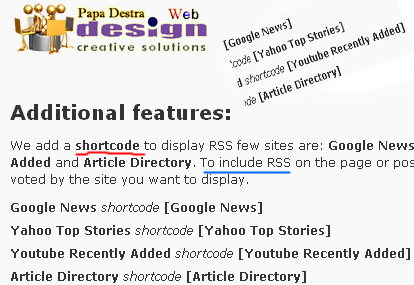 Papa Destra Web
design
creative solutions
[Google News]
code [Yahoo Top Stories]
d shortcode [Youtube Recently Added]
de [Article Directory]
Additional features:
We add a shortcode to display RSS few sites are: Google News
Added and Article Directory. To include RSS on the page or pos
voted by the site you want to display.
Google News shortcode [Google News]
Yahoo Top Stories shortcode [Yahoo Top Stories]
Youtube Recently Added shortcode [Youtube Recently Added]
Article Directory shortcode [Article Directory]